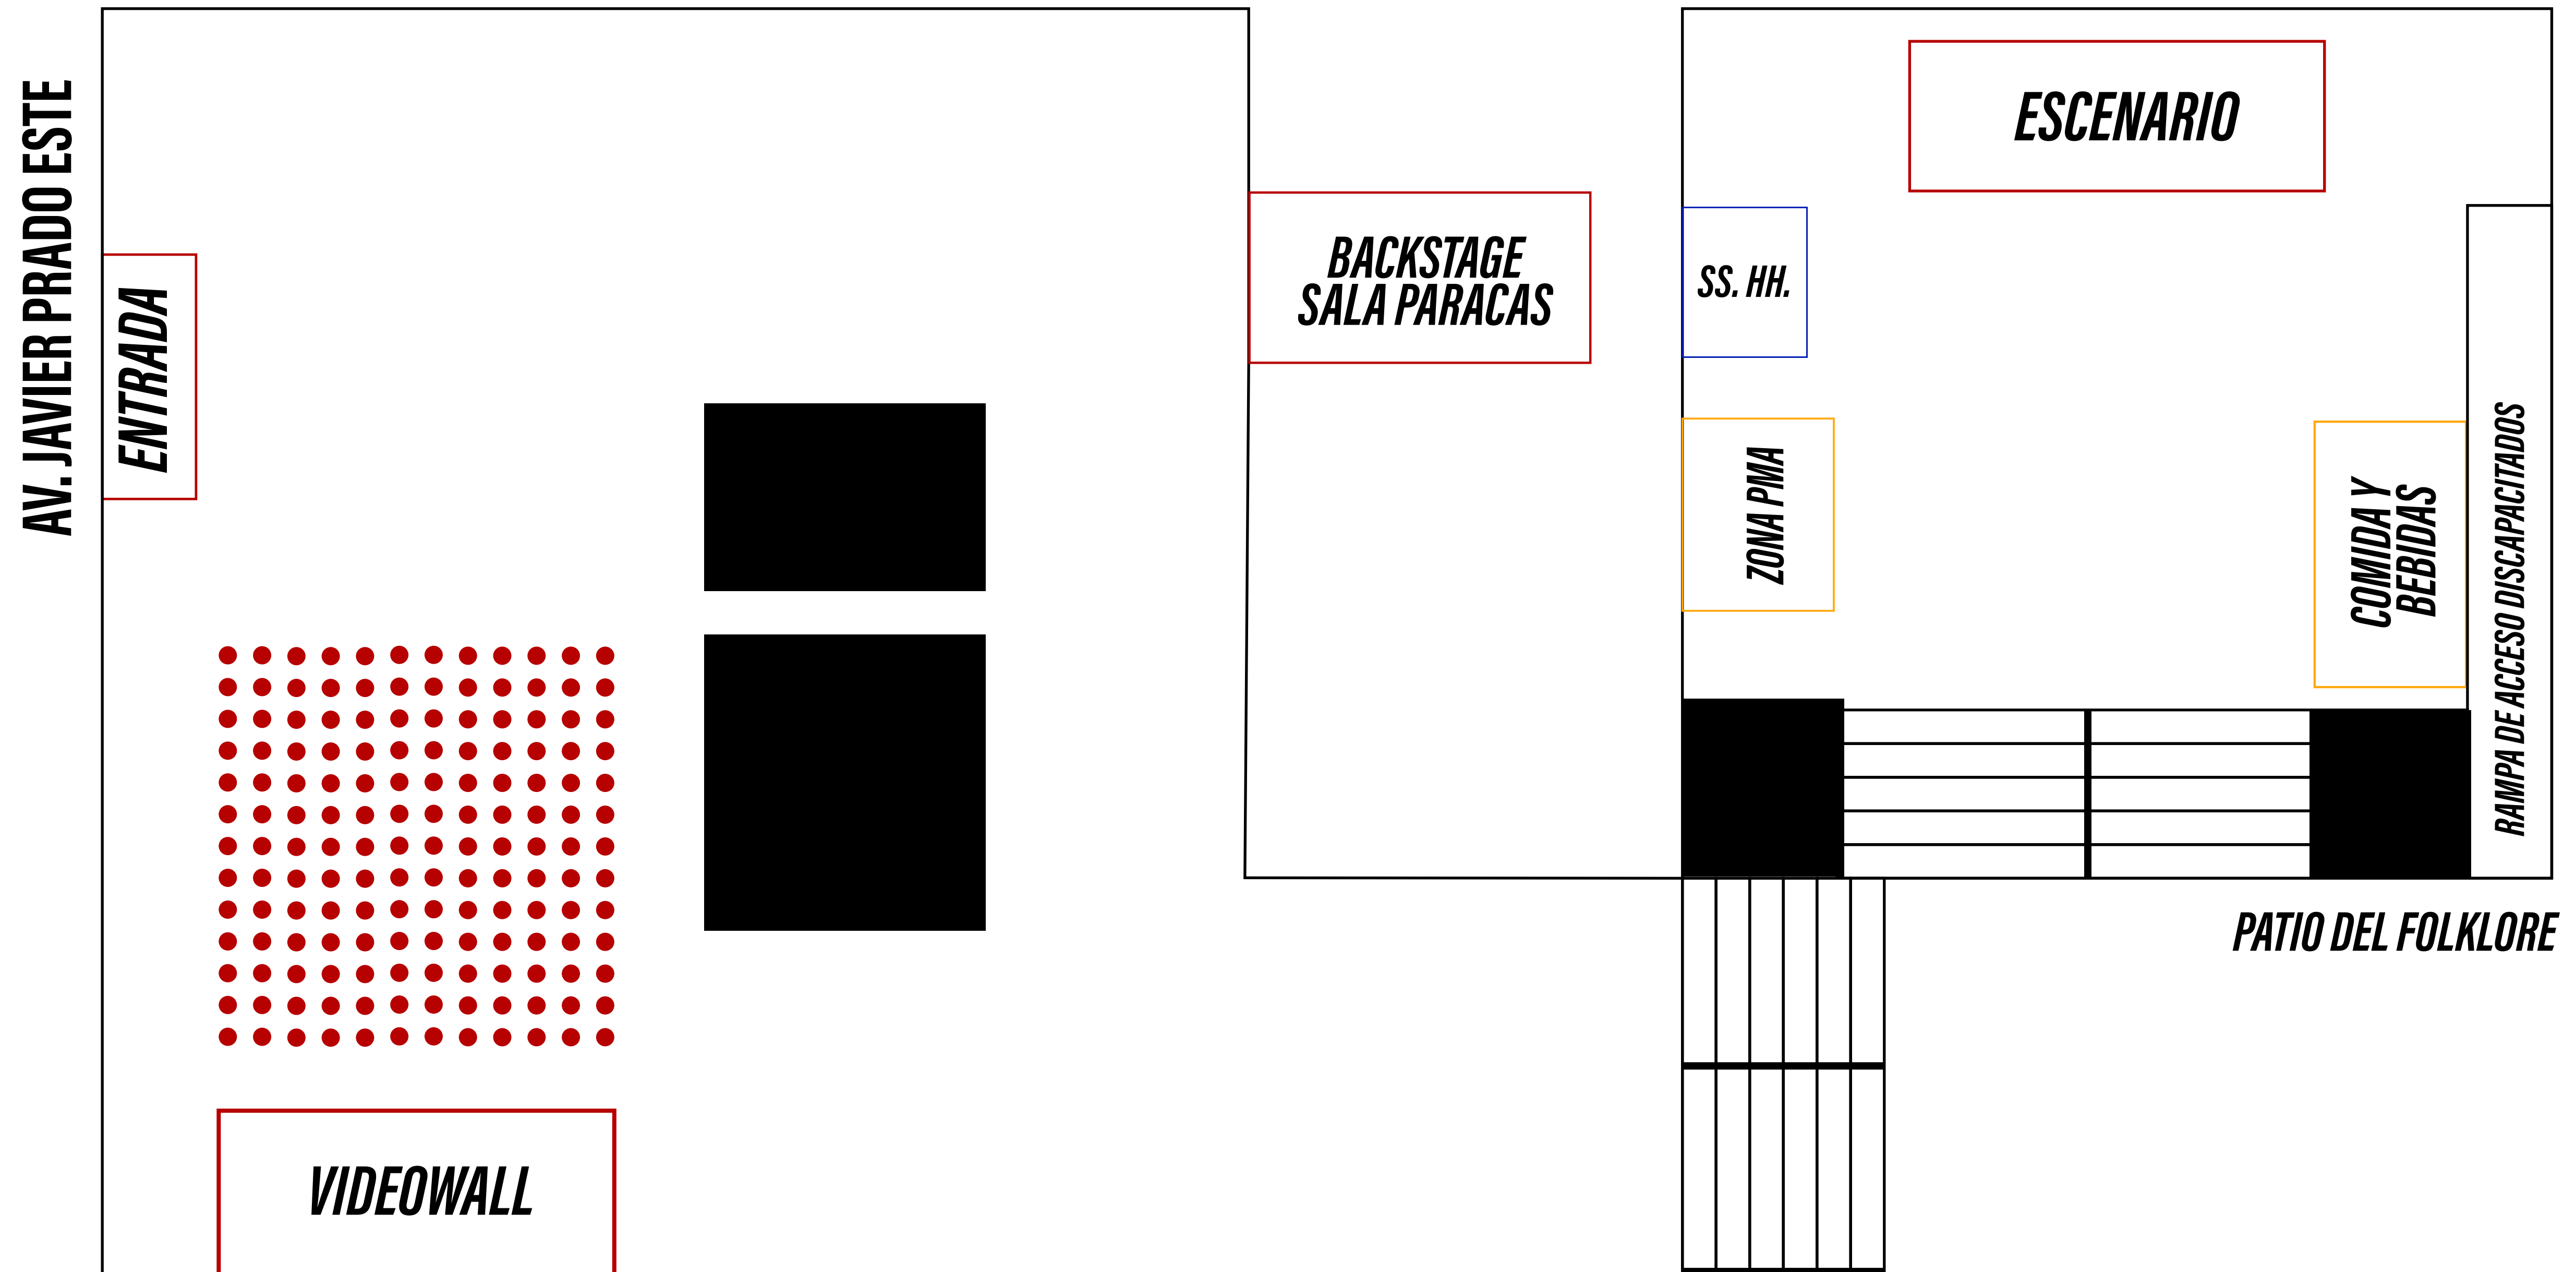 AV. JAVIER PRADO ESTE
ENTRADA
VIDEOWALL
BACKSTAGE
SALA PARACAS
ESCENARIO
SS. HH.
ZONA PMA
COMIDA Y
BEBIDAS
RAMPA DE ACCESO DISCAPACITADOS
PATIO DEL FOLKLORE